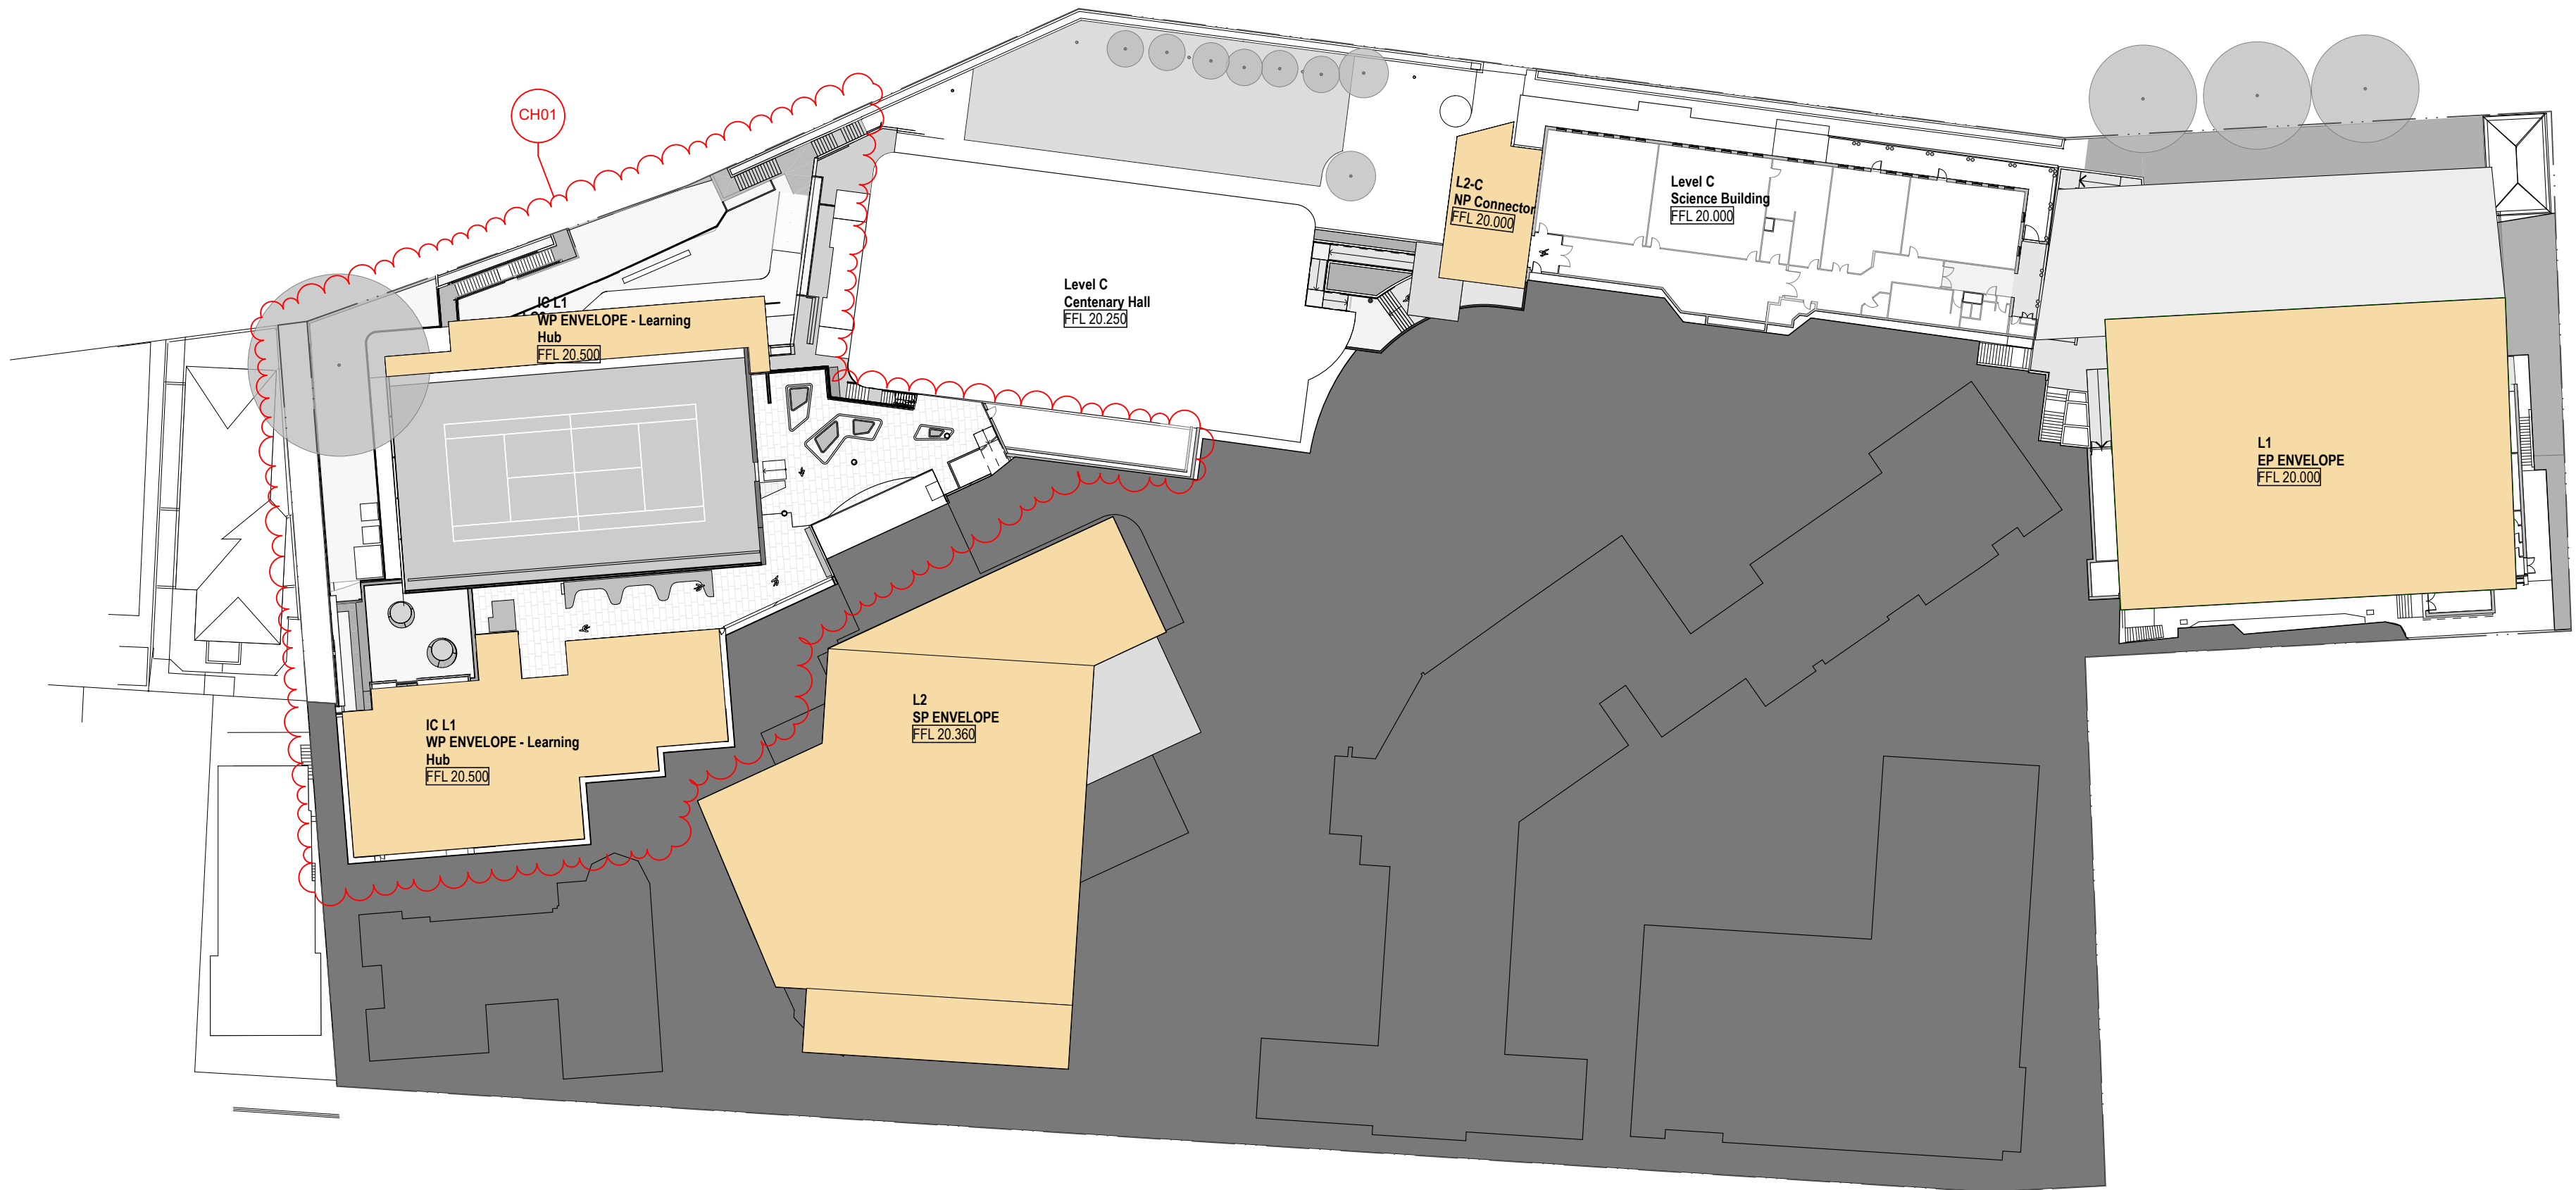 CH01
L2-C
NP Connector
FFL 20.000
Level C
Science Building
FFL 20.000
Level C
Centenary Hall
FFL 20.250
IC L1
WP ENVELOPE - Learning
Hub
FFL 20.500
L1
EP ENVELOPE
FFL 20.000
L2
SP ENVELOPE
FFL 20.360
IC L1
WP ENVELOPE - Learning
Hub
FFL 20.500